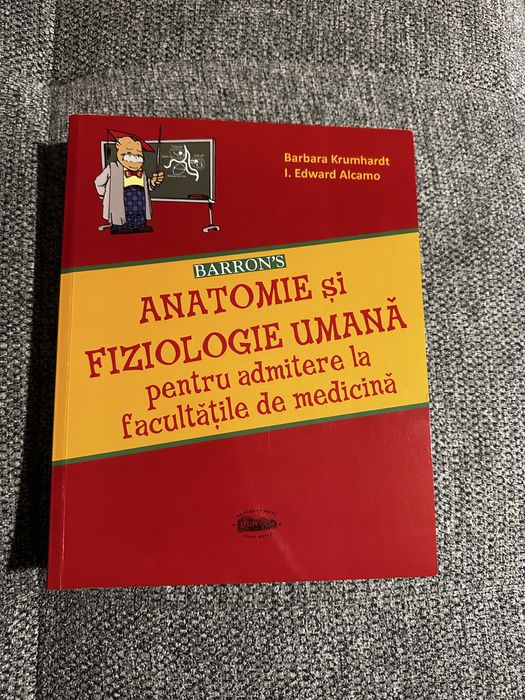 Barbara Krumhardt
I. Edward Alcamo
BARRON'S
ANATOMIE și
FIZIOLOGIE UMANĂ
pentru admitere la
facultățile de medicină